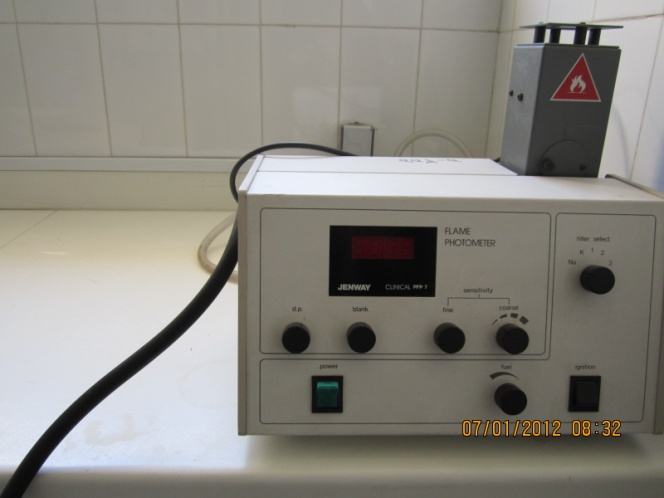 FLAME
PHOTOMETER
JENWAY CLINICAL PFP 7
filter select
K 1 2
Na 3
sensitivity
d.p. blank fine coarse
power fuel ignition
07/01/2012 08:32